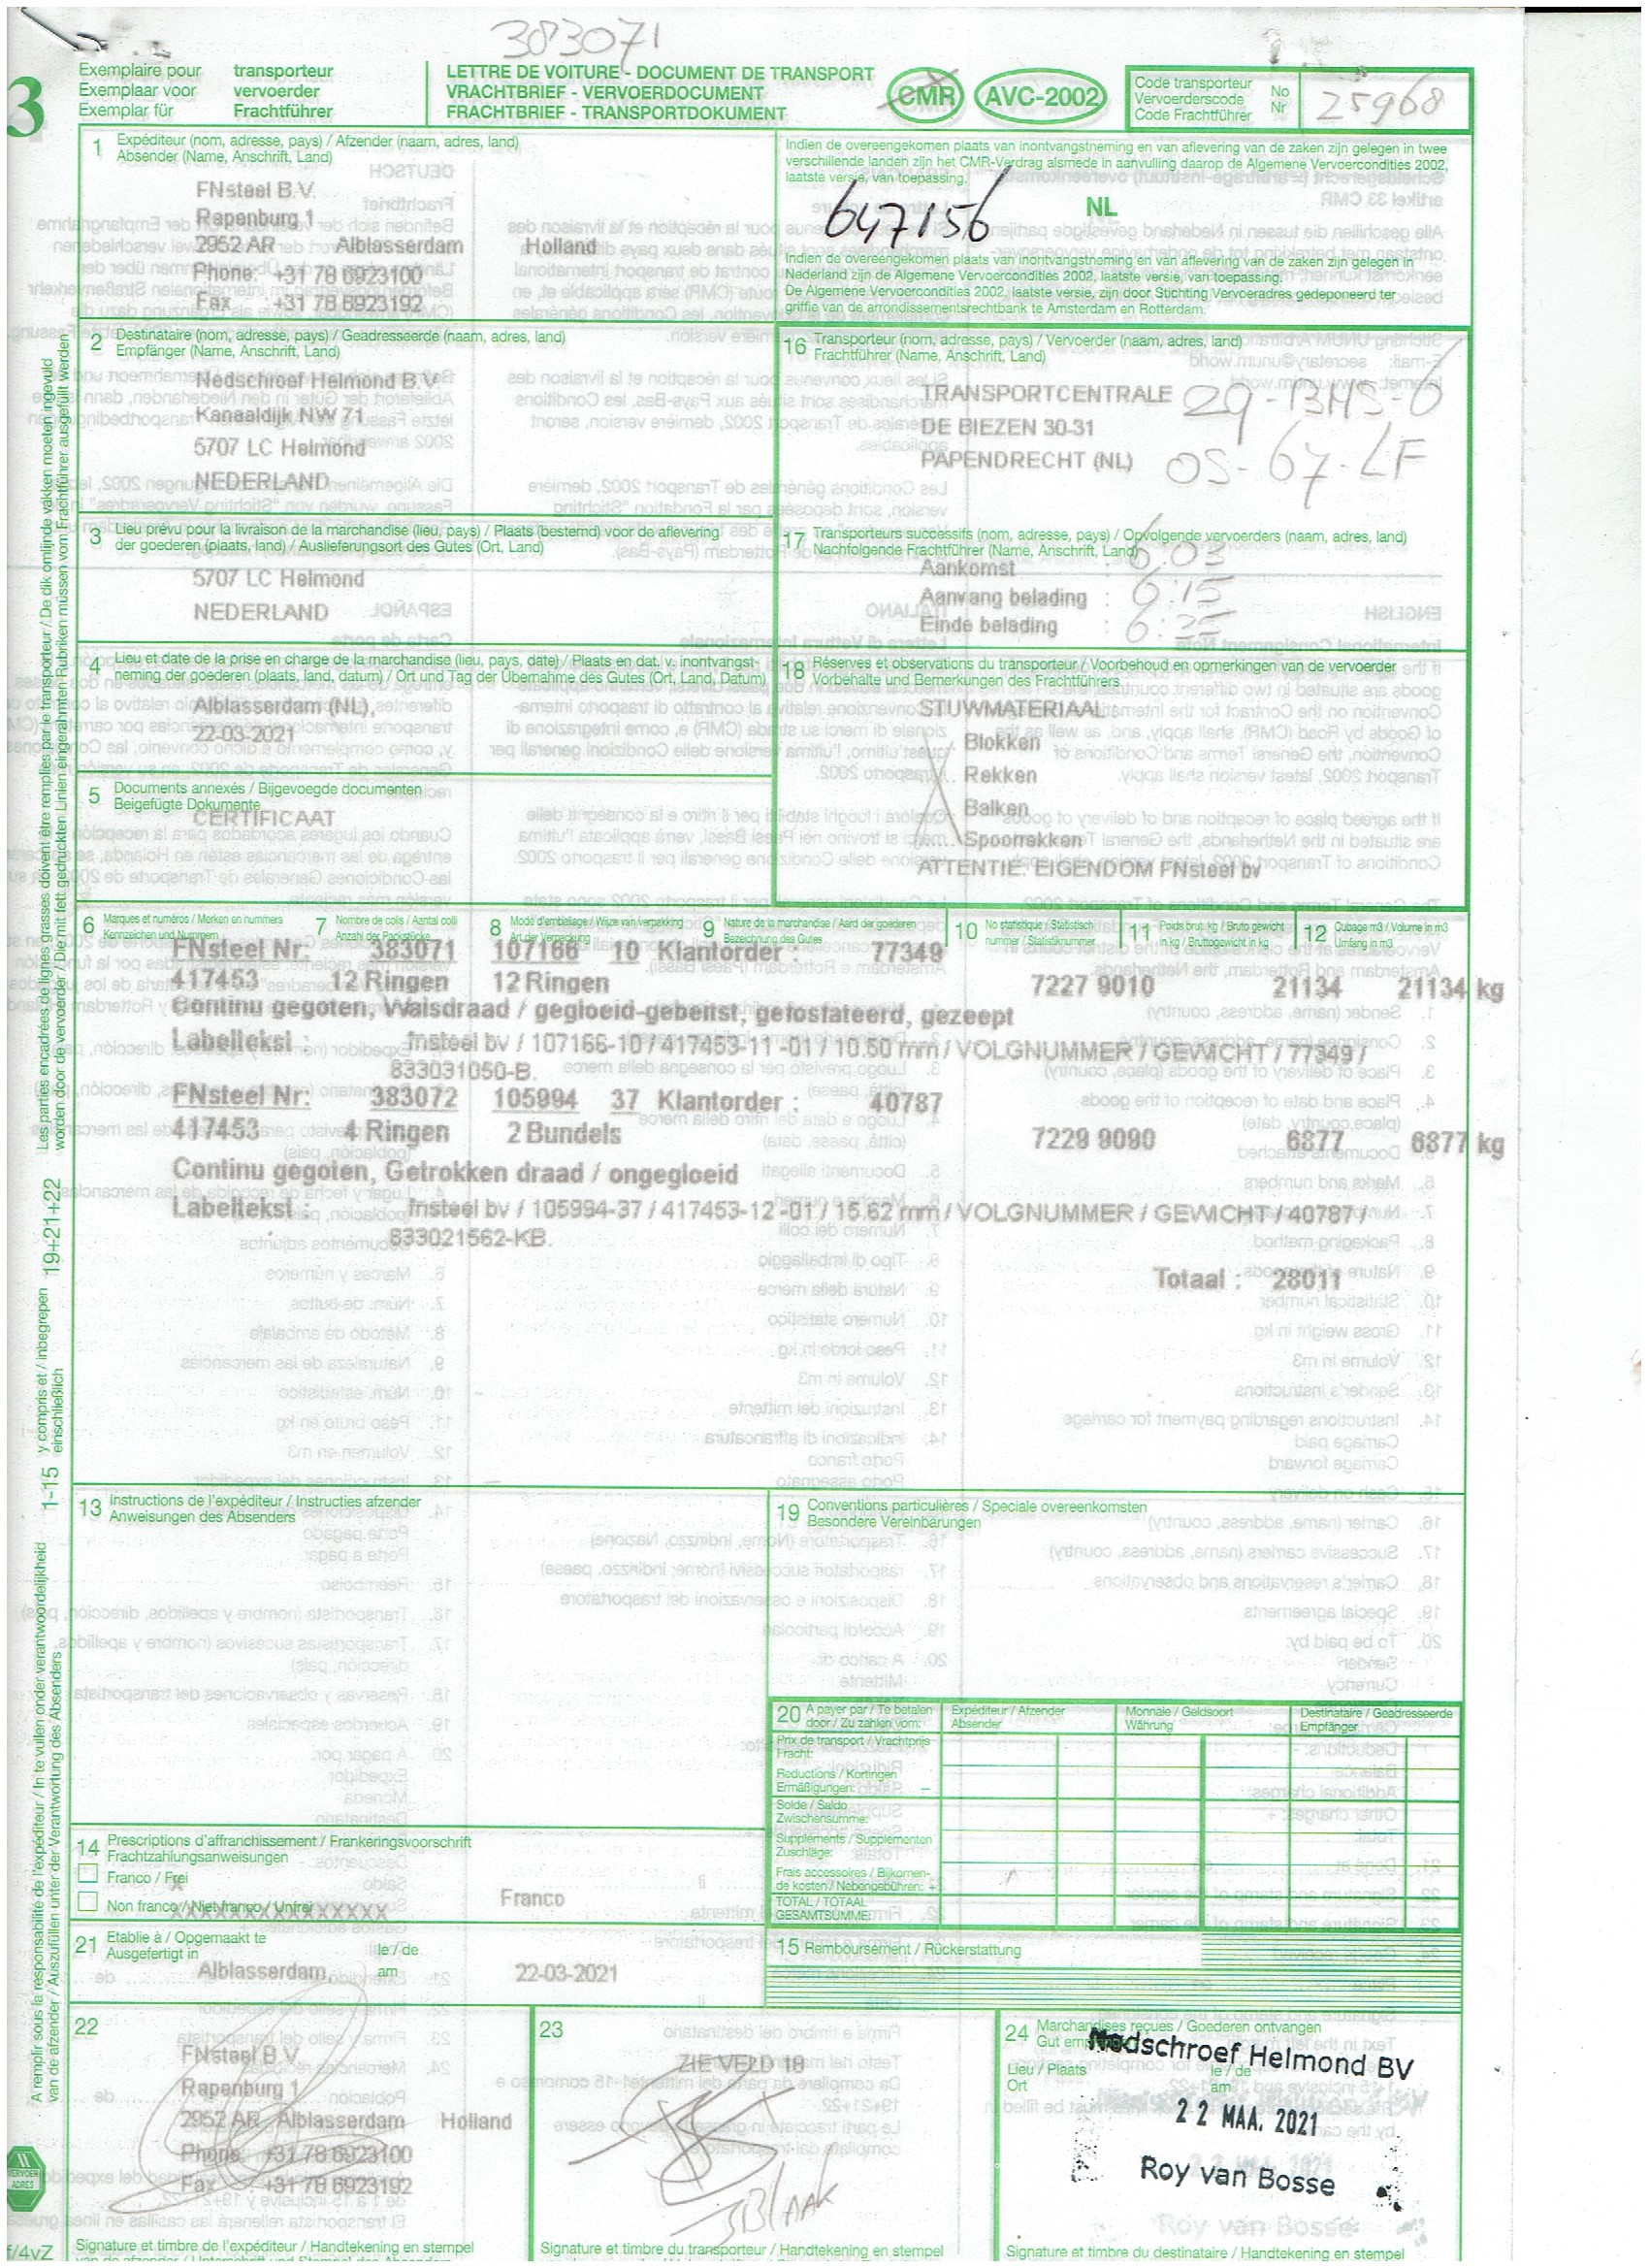 383071
3
Exemplaire pour transporteur
Exemplaar voor vervoerder
Exemplar für Frachtführer
LETTRE DE VOITURE - DOCUMENT DE TRANSPORT
VRACHTBRIEF - VERVOERDOCUMENT
FRACHTBRIEF - TRANSPORTDOKUMENT
CMR
AVC-2002
Code transporteur
Vervoerderscode
Code Frachtführer
No
Nr
25968
1 Expéditeur (nom, adresse, pays) / Afzender (naam, adres, land)
Absender (Name, Anschrift, Land)
FNsteel B.V.
Rapenburg 1
2952 AR Alblasserdam Holland
Phone: +31 78 6923100
Fax : +31 78 6923192
Indien de overeengekomen plaats van inontvangstneming en van aflevering van de zaken zijn gelegen in twee
verschillende landen zijn het CMR-Verdrag alsmede in aanvulling daarop de Algemene Vervoercondities 2002,
laatste versie, van toepassing.
647156
NL
Indien de overeengekomen plaats van inontvangstneming en van aflevering van de zaken zijn gelegen in
Nederland zijn de Algemene Vervoercondities 2002, laatste versie, van toepassing.
De Algemene Vervoercondities 2002, laatste versie, zijn door Stichting Vervoeradres gedeponeerd ter
griffie van de arrondissementsrechtbank te Amsterdam en Rotterdam.
2 Destinataire (nom, adresse, pays) / Geadresseerde (naam, adres, land)
Empfänger (Name, Anschrift, Land)
Nedschroef Helmond B.V.
Kanaaldijk NW 71
5707 LC Helmond
NEDERLAND
16 Transporteur (nom, adresse, pays) / Vervoerder (naam, adres, land)
Frachtführer (Name, Anschrift, Land)
TRANSPORTCENTRALE
DE BIEZEN 30-31
PAPENDRECHT (NL)
29-BHS-6
OS-67-LF
3 Lieu prévu pour la livraison de la marchandise (lieu, pays) / Plaats (bestemd) voor de aflevering
der goederen (plaats, land) / Auslieferungsort des Gutes (Ort, Land)
5707 LC Helmond
NEDERLAND
17 Transporteurs successifs (nom, adresse, pays) / Opvolgende vervoerders (naam, adres, land)
Nachfolgende Frachtführer (Name, Anschrift, Land)
Aankomst : 6:03
Aanvang belading : 6:15
Einde belading :
4 Lieu et date de la prise en charge de la marchandise (lieu, pays, date) / Plaats en dat. v. inontvangst-
neming der goederen (plaats, land, datum) / Ort und Tag der Übernahme des Gutes (Ort, Land, Datum)
Alblasserdam (NL),
22-03-2021
18 Réserves et observations du transporteur / Voorbehoud en opmerkingen van de vervoerder
Vorbehalte und Bemerkungen des Frachtführers
STUWMATERIAAL
Blokken
Rekken
Balken
Spoorrekken
ATTENTIE: EIGENDOM FNsteel bv
5 Documents annexés / Bijgevoegde documenten
Beigefügte Dokumente
CERTIFICAAT
6 Marques et numéros / Merken en nummers
Kennzeichen und Nummern
7 Nombre de colis / Aantal colli
Anzahl der Packstücke
8 Mode d'emballage / Wijze van verpakking
Art der Verpackung
9 Nature de la marchandise / Aard der goederen
Bezeichnung des Gutes
10 No statistique / Statistisch
nummer / Statistiknummer
11 Poids brut. kg / Bruto gewicht
in kg / Bruttogewicht in kg
12 Cubage m3 / Volume in m3
Umfang in m3
FNsteel Nr: 383071 107166 10 Klantorder : 77349
417453 12 Ringen 12 Ringen 7227 9010 21134 21134 kg
Continu gegoten, Walsdraad / gegloeid-gebeitst, gefosfateerd, gezeept
Labeltekst : fnsteel bv / 107166-10 / 417453-11 -01 / 10.50 mm / VOLGNUMMER / GEWICHT / 77349 /
833031050-B.
FNsteel Nr: 383072 105994 37 Klantorder : 40787
417453 4 Ringen 2 Bundels 7229 9090 6877 6877 kg
Continu gegoten, Getrokken draad / ongegloeid
Labeltekst : fnsteel bv / 105994-37 / 417453-12 -01 / 15.62 mm / VOLGNUMMER / GEWICHT / 40787 /
833021562-KB.
Totaal : 28011
13 Instructions de l'expéditeur / Instructies afzender
Anweisungen des Absenders
19 Conventions particulières / Speciale overeenkomsten
Besondere Vereinbarungen
20 A payer par / Te betalen
door / Zu zahlen vom:
Expéditeur / Afzender
Absender
Monnaie / Geldsoort
Währung
Destinataire / Geadresseerde
Empfänger
Prix de transport / Vrachtprijs
Fracht:
Reductions / Kortingen
Ermäßigungen: –
Solde / Saldo
Zwischensumme:
Suppléments / Supplementen
Zuschläge:
Frais accessoires / Bijkomen-
de kosten / Nebengebühren: +
TOTAL / TOTAAL
GESAMTSUMME:
14 Prescriptions d'affranchissement / Frankeringsvoorschrift
Frachtzahlungsanweisungen
Franco / Frei
Non franco / Niet franco / Unfrei
XXXXXXXXXXXXXXXX
Franco
21 Etablie à / Opgemaakt te
Ausgefertigt in
le / de
am
Alblasserdam, 22-03-2021
15 Remboursement / Rückerstattung
22
FNsteel B.V.
Rapenburg 1
2952 AR Alblasserdam Holland
Phone: +31 78 6923100
Fax : +31 78 6923192
Signature et timbre de l'expéditeur / Handtekening en stempel
23
ZIE VELD 18
Signature et timbre du transporteur / Handtekening en stempel
24 Marchandises reçues / Goederen ontvangen
Gut empfangen
Lieu / Plaats
Ort
le / de
am
Nedschroef Helmond BV
22 MAA. 2021
Roy van Bosse
Signature et timbre du destinataire / Handtekening en stempel
Les parties encadrées de lignes grasses doivent être remplies par le transporteur / De dik omlijnde vakken moeten ingevuld
worden door de vervoerder / Die mit fett gedruckten Linien eingerahmten Rubriken müssen vom Frachtführer ausgefüllt werden
19+21+22
y compris et / inbegrepen
einschließlich
1-15
A remplir sous la responsabilité de l'expéditeur / In te vullen onder verantwoordelijkheid
van de afzender / Auszufüllen unter der Verantwortung des Absenders